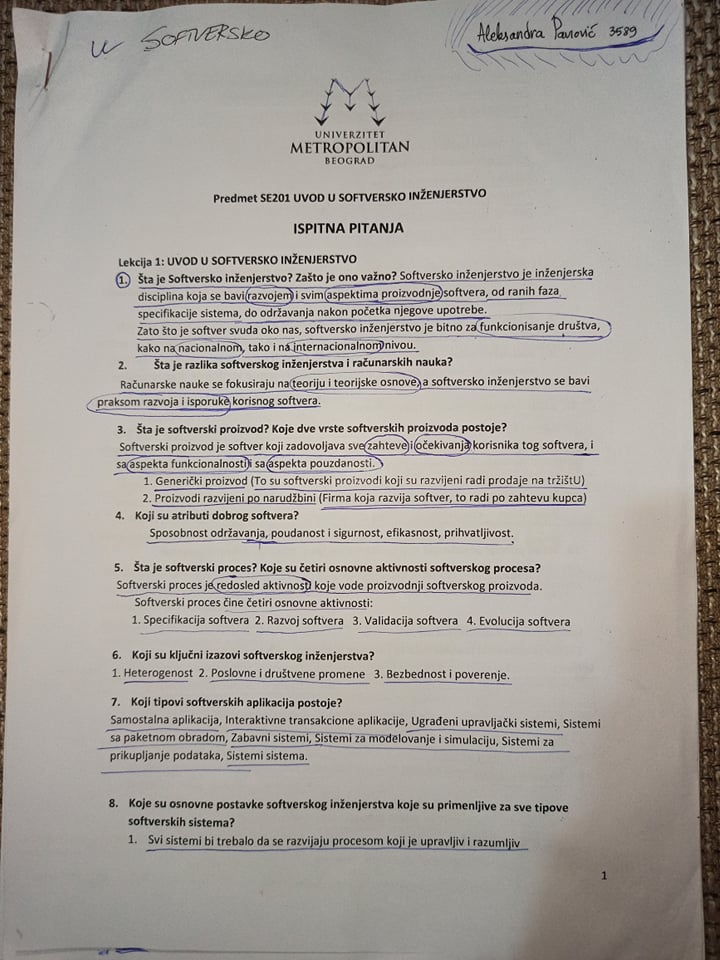 U SOFTVERSKO
Aleksandra Pavlović 3589
UNIVERZITET
METROPOLITAN
BEOGRAD
Predmet SE201 UVOD U SOFTVERSKO INŽENJERSTVO
ISPITNA PITANJA
Lekcija 1: UVOD U SOFTVERSKO INŽENJERSTVO
1. Šta je Softversko inženjerstvo? Zašto je ono važno? Softversko inženjerstvo je inženjerska
disciplina koja se bavi razvojem i svim aspektima proizvodnje softvera, od ranih faza
specifikacije sistema, do održavanja nakon početka njegove upotrebe.
Zato što je softver svuda oko nas, softversko inženjerstvo je bitno za funkcionisanje društva,
kako na nacionalnom, tako i na internacionalnom nivou.
2. Šta je razlika softverskog inženjerstva i računarskih nauka?
Računarske nauke se fokusiraju na teoriju i teorijske osnove, a softversko inženjerstvo se bavi
praksom razvoja i isporuke korisnog softvera.
3. Šta je softverski proizvod? Koje dve vrste softverskih proizvoda postoje?
Softverski proizvod je softver koji zadovoljava sve zahteve i očekivanja korisnika tog softvera, i
sa aspekta funkcionalnosti i sa aspekta pouzdanosti.
1. Generički proizvod (To su softverski proizvodi koji su razvijeni radi prodaje na tržištU)
2. Proizvodi razvijeni po narudžbini (Firma koja razvija softver, to radi po zahtevu kupca)
4. Koji su atributi dobrog softvera?
Sposobnost održavanja, poudanost i sigurnost, efikasnost, prihvatljivost.
5. Šta je softverski proces? Koje su četiri osnovne aktivnosti softverskog procesa?
Softverski proces je redosled aktivnosti koje vode proizvodnji softverskog proizvoda.
Softverski proces čine četiri osnovne aktivnosti:
1. Specifikacija softvera 2. Razvoj softvera 3. Validacija softvera 4. Evolucija softvera
6. Koji su ključni izazovi softverskog inženjerstva?
1. Heterogenost 2. Poslovne i društvene promene 3. Bezbednost i poverenje.
7. Koji tipovi softverskih aplikacija postoje?
Samostalna aplikacija, Interaktivne transakcione aplikacije, Ugrađeni upravljački sistemi, Sistemi
sa paketnom obradom, Zabavni sistemi, Sistemi za modelovanje i simulaciju, Sistemi za
prikupljanje podataka, Sistemi sistema.
8. Koje su osnovne postavke softverskog inženjerstva koje su primenljive za sve tipove
softverskih sistema?
1. Svi sistemi bi trebalo da se razvijaju procesom koji je upravljiv i razumljiv
1